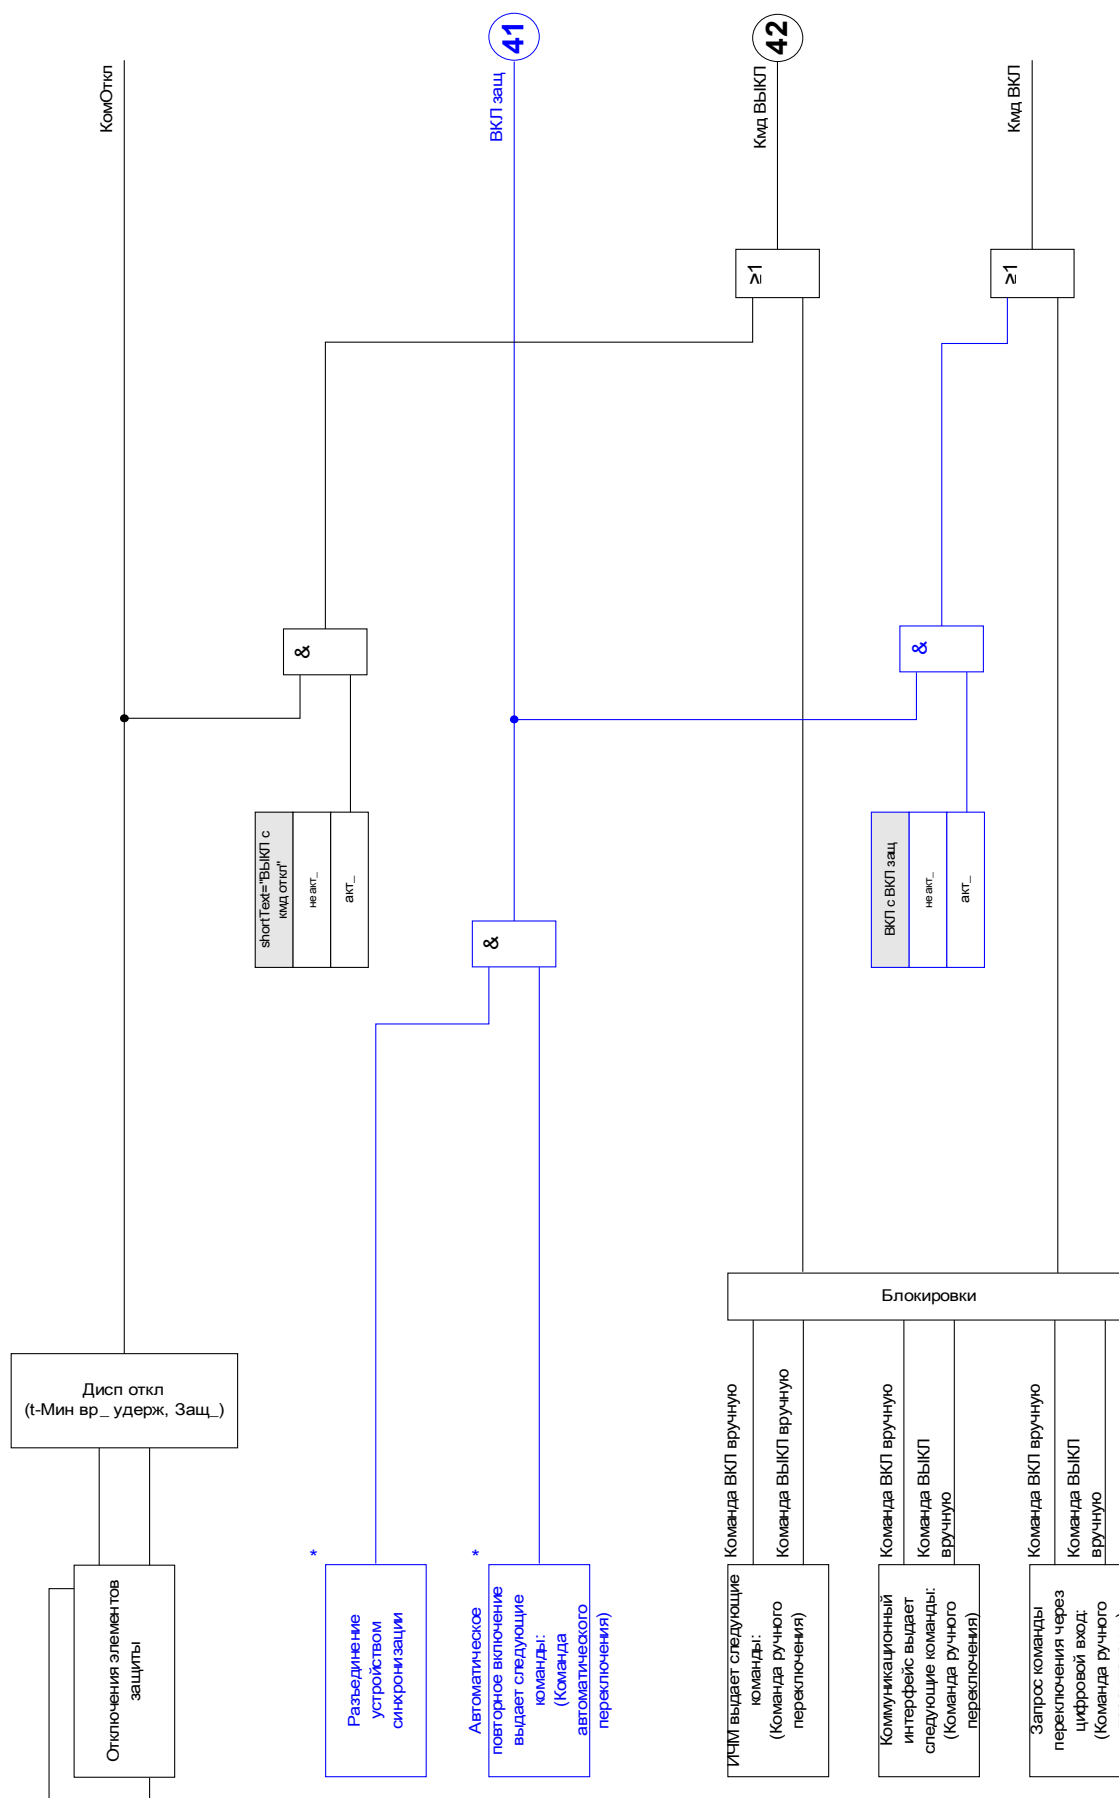 41
42
КомОткл
ВКЛ защ
Кмд ВЫКЛ
Кмд ВКЛ
≥1
≥1
&
&
shortText="ВЫКЛ с
кмд откл"
неакт_
акт_
ВКЛ с ВКЛ защ
неакт_
акт_
&
Блокировки
Дисп откл
(t-Мин вр_ удерж, Защ_)
Команда ВКЛ вручную
Команда ВЫКЛ вручную
Команда ВКЛ вручную
Команда ВЫКЛ
вручную
Команда ВКЛ вручную
Команда ВЫКЛ
вручную
*
*
Отключения элементов
защиты
Разъединение
устройством
синхронизации
Автоматическое
повторное включение
выдает следующие
команды:
(Команда
автоматического
переключения)
ИЧМ выдает следующие
команды:
(Команда ручного
переключения)
Коммуникационный
интерфейс выдает
следующие команды:
(Команда ручного
переключения)
Запрос команды
переключения через
цифровой вход:
(Команда ручного